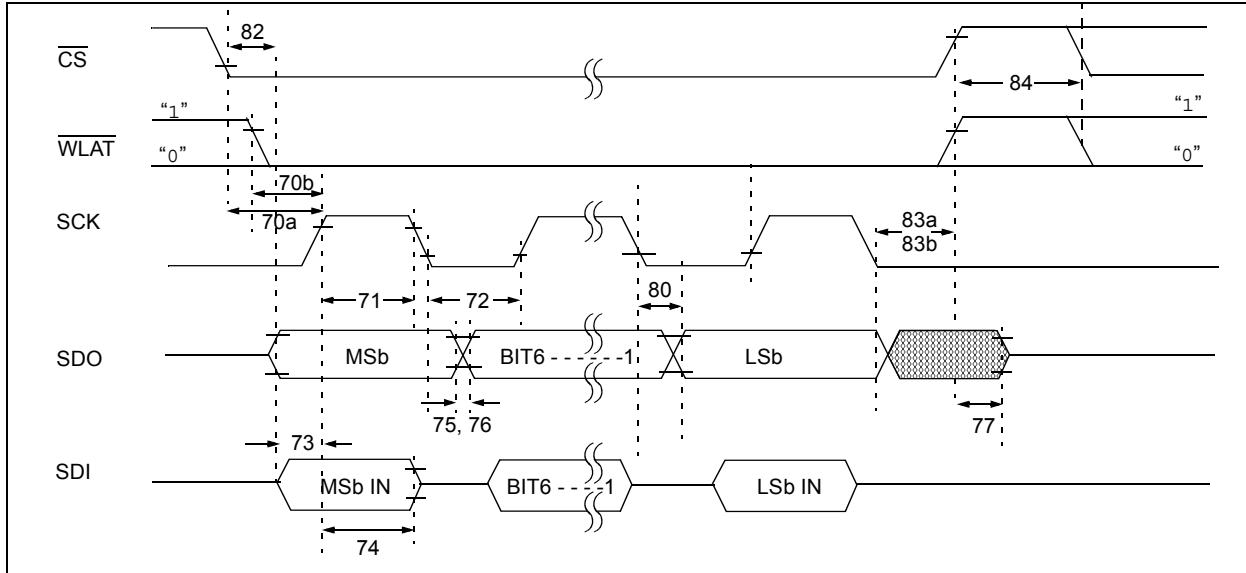 82
CS
84
"1"
"1"
WLAT
"0"
"0"
70b
70a
SCK
83a
83b
80
71
72
SDO
MSb
BIT6 - - - - - -1
LSb
75, 76
77
73
SDI
MSb IN
BIT6 - - - - -1
LSb IN
74